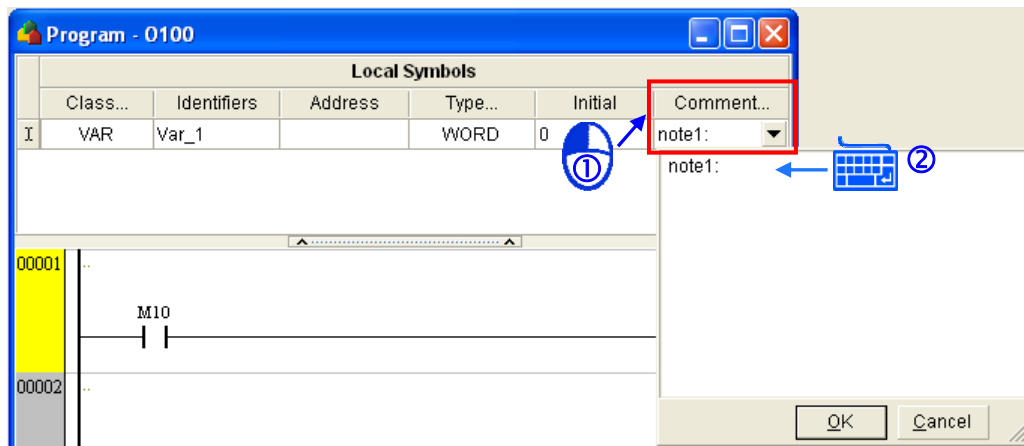 Program - O100
Local Symbols
Class... Identifiers Address Type... Initial Comment...
I VAR Var_1 WORD 0 note1:
① ②
note1:
00001 ..
M10
00002 ..
OK Cancel